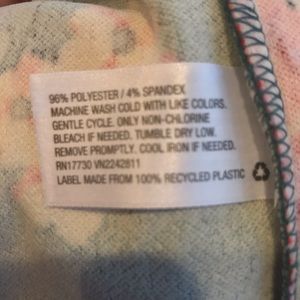 96% POLYESTER / 4% SPANDEX
MACHINE WASH COLD WITH LIKE COLORS.
GENTLE CYCLE. ONLY NON-CHLORINE
BLEACH IF NEEDED. TUMBLE DRY LOW.
REMOVE PROMPTLY. COOL IRON IF NEEDED.
RN17730 VN2242811
LABEL MADE FROM 100% RECYCLED PLASTIC